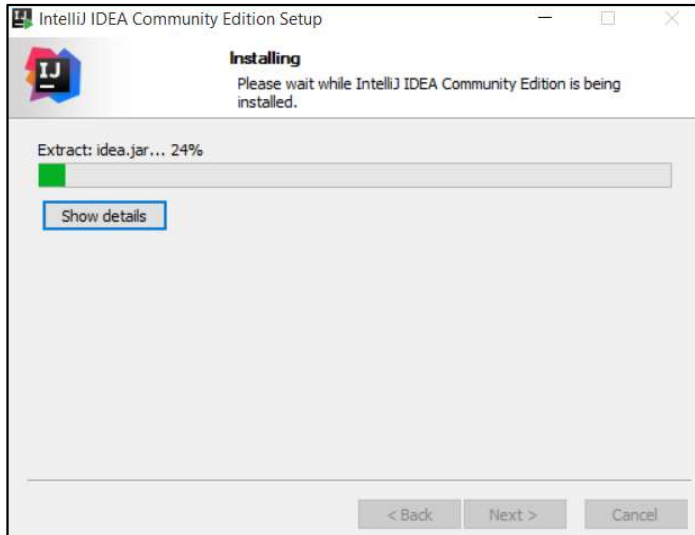 IntelliJ IDEA Community Edition Setup
IJ
Installing
Please wait while IntelliJ IDEA Community Edition is being
installed.
Extract: idea.jar... 24%
Show details
< Back
Next >
Cancel